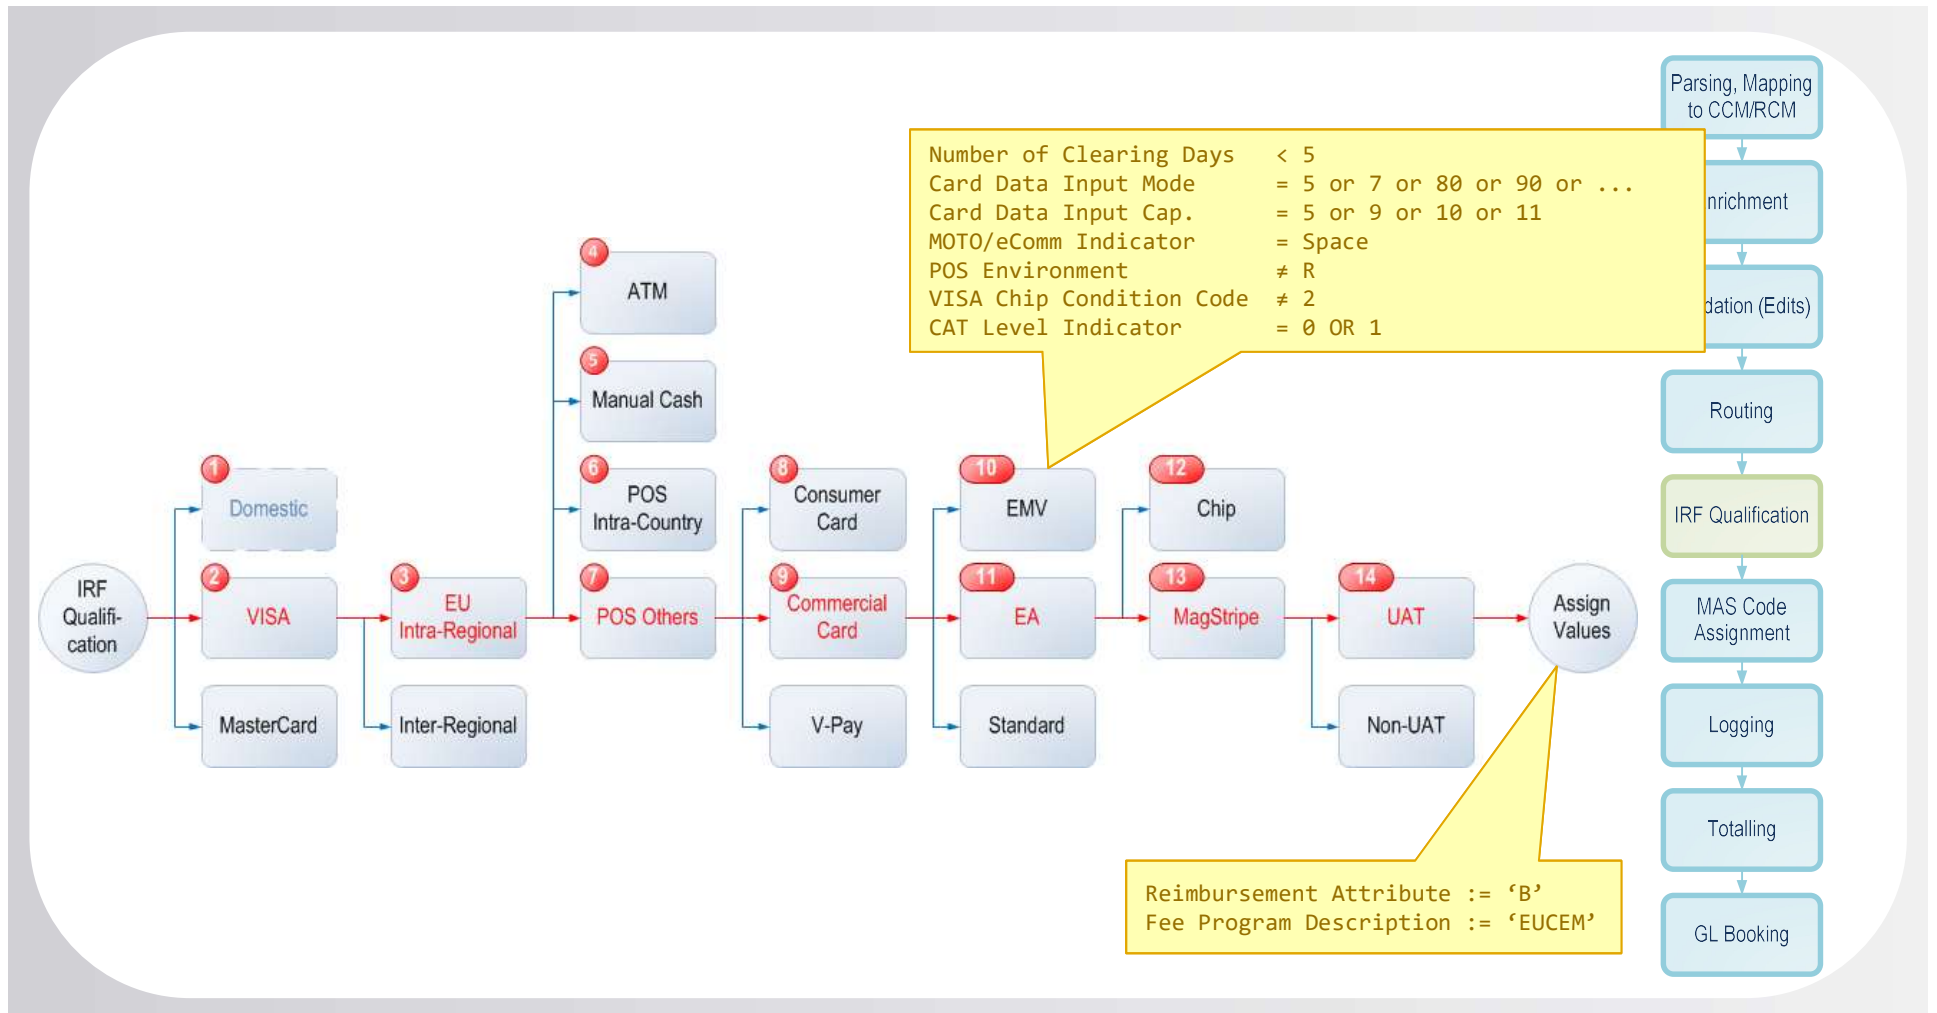 Parsing, Mapping
to CCM/RCM
Number of Clearing Days < 5
Card Data Input Mode = 5 or 7 or 80 or 90 or ...
Card Data Input Cap. = 5 or 9 or 10 or 11
MOTO/eComm Indicator = Space
POS Environment ≠ R
VISA Chip Condition Code ≠ 2
CAT Level Indicator = 0 OR 1
nrichment
dation (Edits)
Routing
IRF Qualification
MAS Code
Assignment
Logging
Totalling
GL Booking
IRF
Qualifi-
cation
1
Domestic
2
VISA
MasterCard
3
EU
Intra-Regional
Inter-Regional
4
ATM
5
Manual Cash
6
POS
Intra-Country
7
POS Others
8
Consumer
Card
9
Commercial
Card
V-Pay
10
EMV
11
EA
Standard
12
Chip
13
MagStripe
14
UAT
Non-UAT
Assign
Values
Reimbursement Attribute := ‘B’
Fee Program Description := ‘EUCEM’